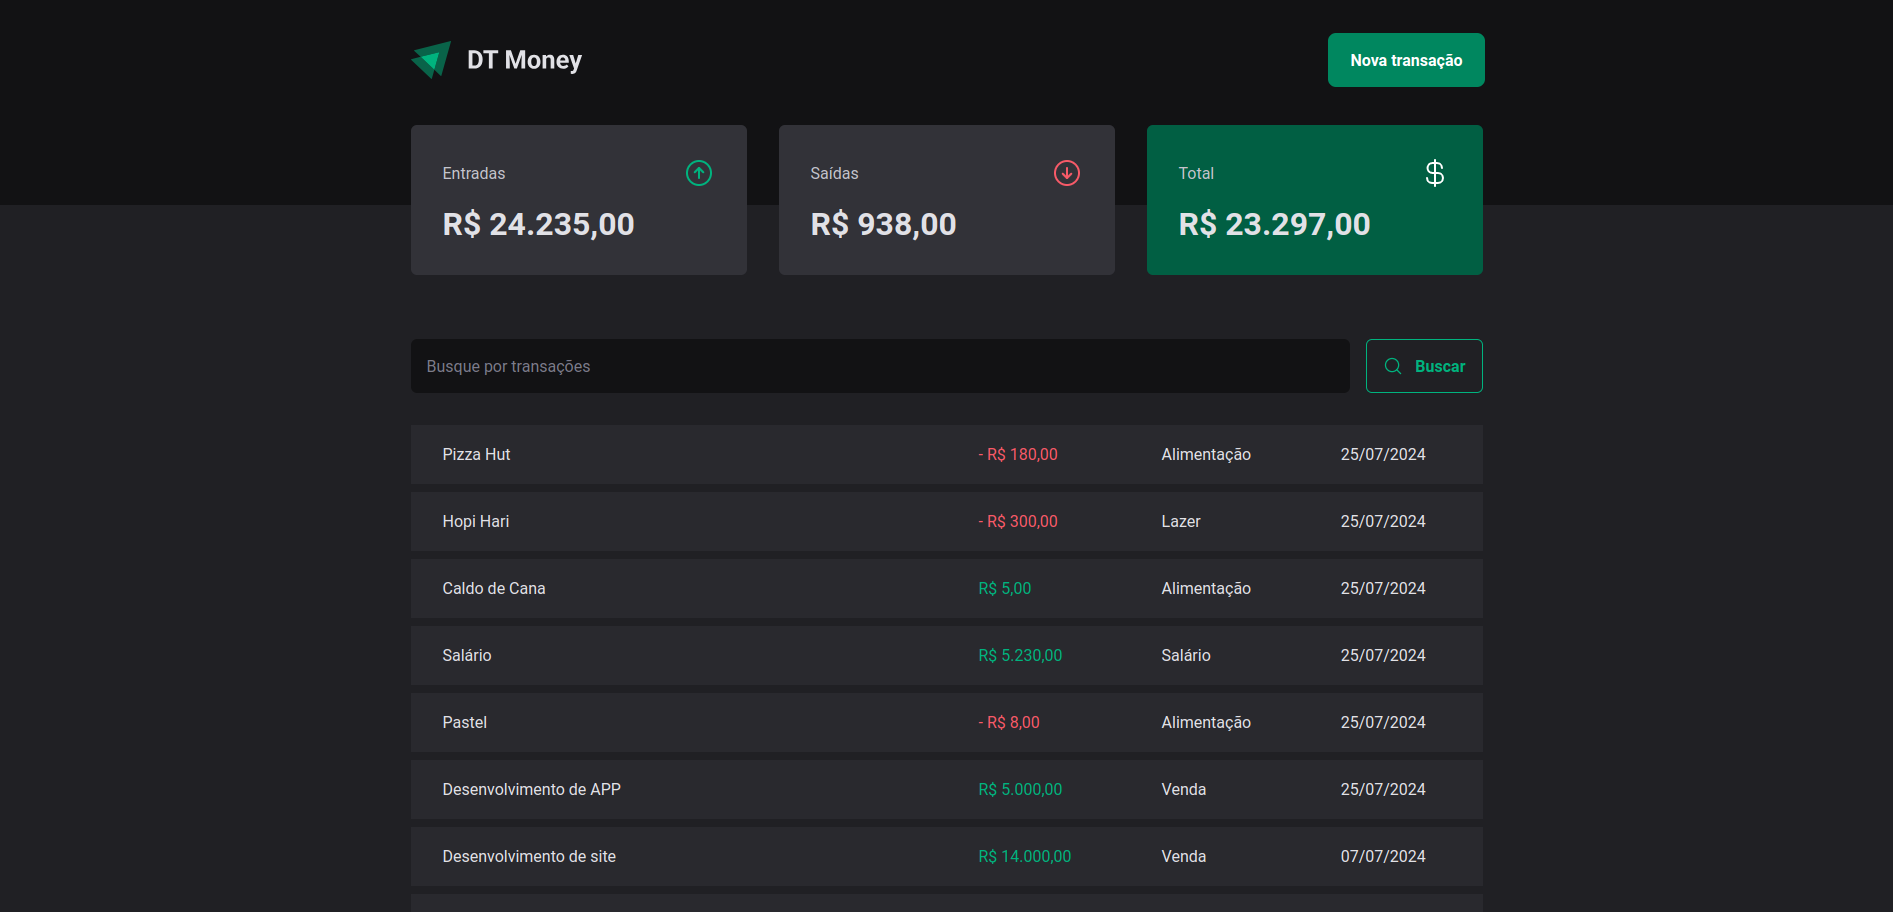 DT Money
Nova transação
Entradas
R$ 24.235,00
Saídas
R$ 938,00
Total
R$ 23.297,00
Busque por transações
Buscar
Pizza Hut - R$ 180,00 Alimentação 25/07/2024
Hopi Hari - R$ 300,00 Lazer 25/07/2024
Caldo de Cana R$ 5,00 Alimentação 25/07/2024
Salário R$ 5.230,00 Salário 25/07/2024
Pastel - R$ 8,00 Alimentação 25/07/2024
Desenvolvimento de APP R$ 5.000,00 Venda 25/07/2024
Desenvolvimento de site R$ 14.000,00 Venda 07/07/2024